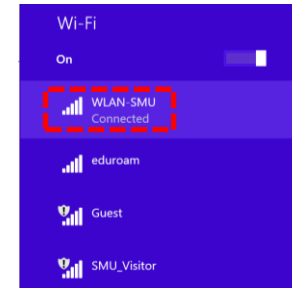 Wi-Fi
On
WLAN-SMU
Connected
eduroam
Guest
SMU_Visitor